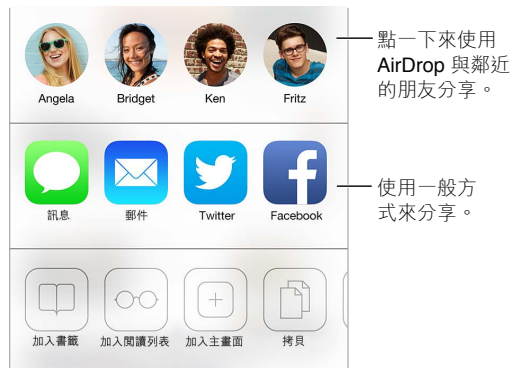 Angela Bridget Ken Fritz
點一下來使用
AirDrop 與鄰近
的朋友分享。
訊息 郵件 Twitter Facebook
使用一般方
式來分享。
加入書籤 加入閱讀列表 加入主畫面 拷貝